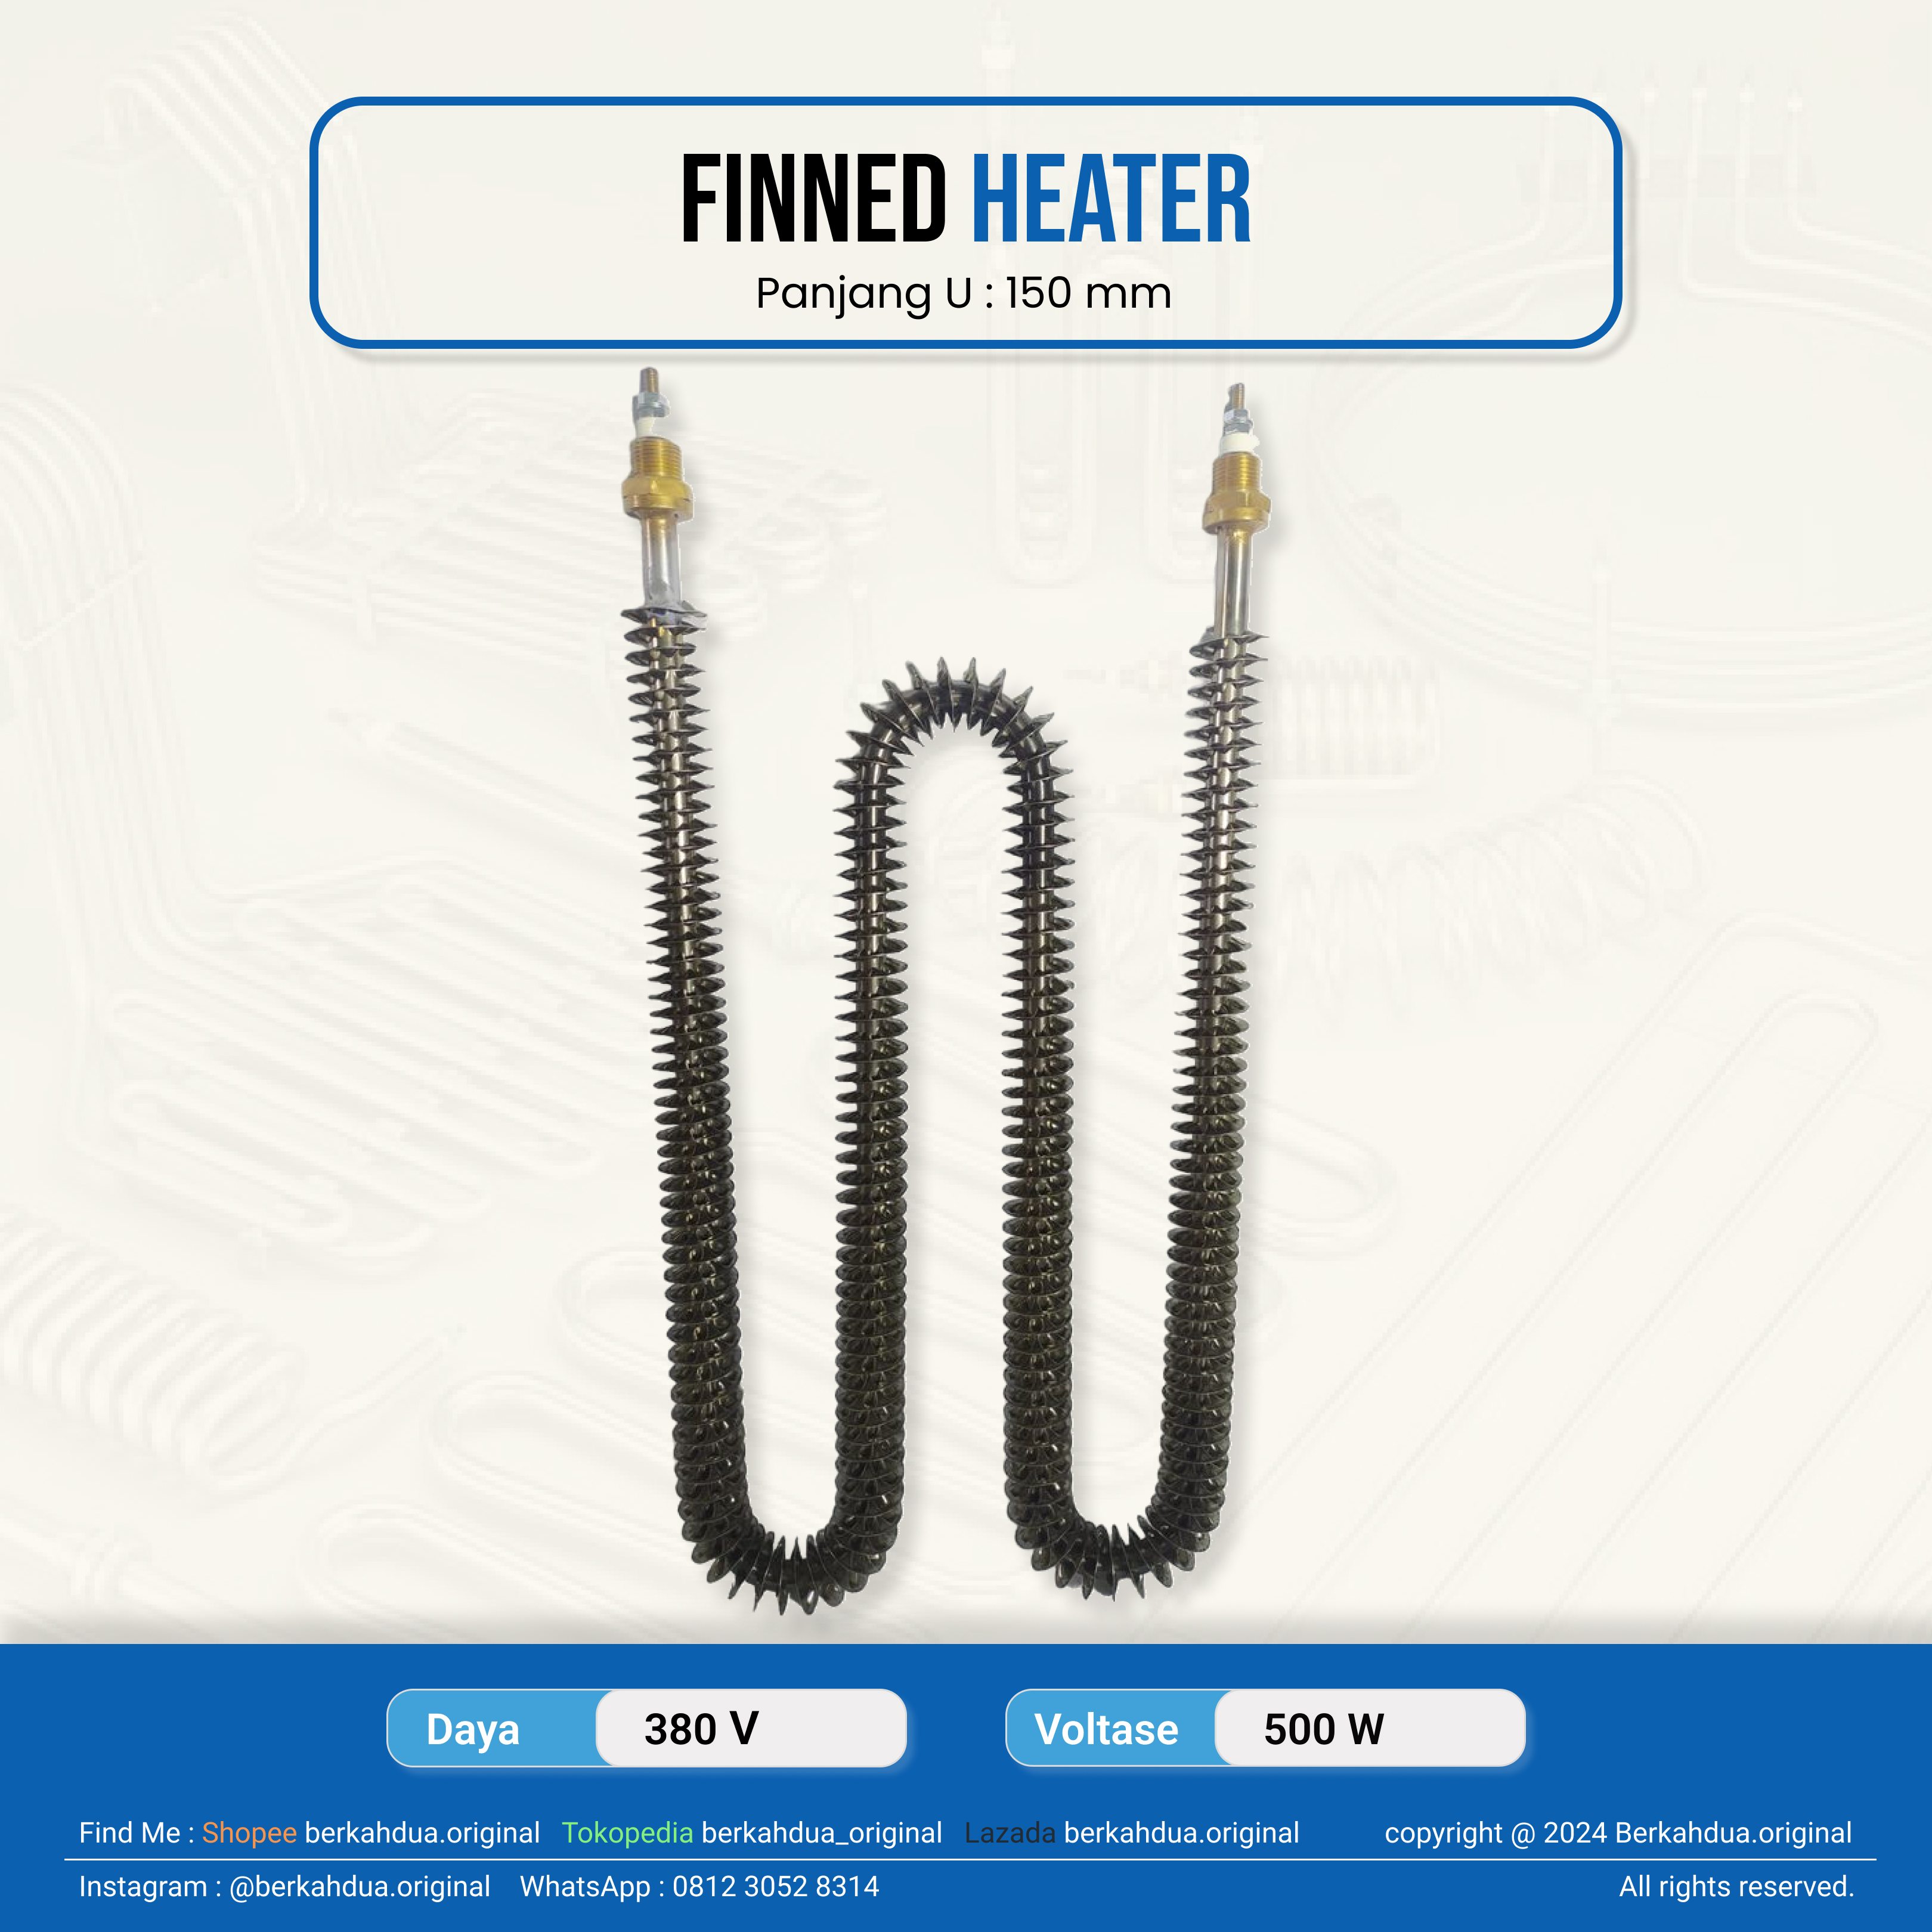 FINNED HEATER
Panjang U : 150 mm
Daya 380 V
Voltase 500 W
Find Me : Shopee berkahdua.original Tokopedia berkahdua_original Lazada berkahdua.original
copyright @ 2024 Berkahdua.original
Instagram : @berkahdua.original WhatsApp : 0812 3052 8314
All rights reserved.